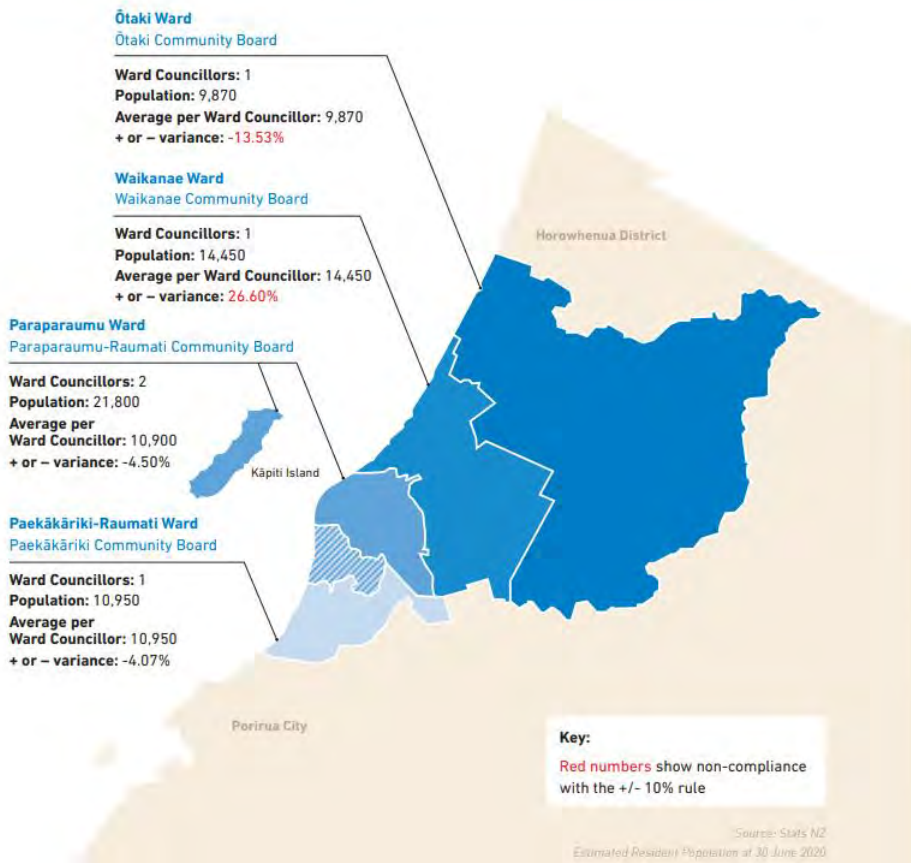 Ōtaki Ward
Ōtaki Community Board
Ward Councillors: 1
Population: 9,870
Average per Ward Councillor: 9,870
+ or – variance: -13.53%
Waikanae Ward
Waikanae Community Board
Ward Councillors: 1
Population: 14,450
Average per Ward Councillor: 14,450
+ or – variance: 26.60%
Horowhenua District
Paraparaumu Ward
Paraparaumu-Raumati Community Board
Ward Councillors: 2
Population: 21,800
Average per
Ward Councillor: 10,900
+ or – variance: -4.50%
Kāpiti Island
Paekākāriki-Raumati Ward
Paekākāriki Community Board
Ward Councillors: 1
Population: 10,950
Average per
Ward Councillor: 10,950
+ or – variance: -4.07%
Porirua City
Key:
Red numbers show non-compliance
with the +/- 10% rule
Source: Stats NZ
Estimated Resident Population at 30 June 2020